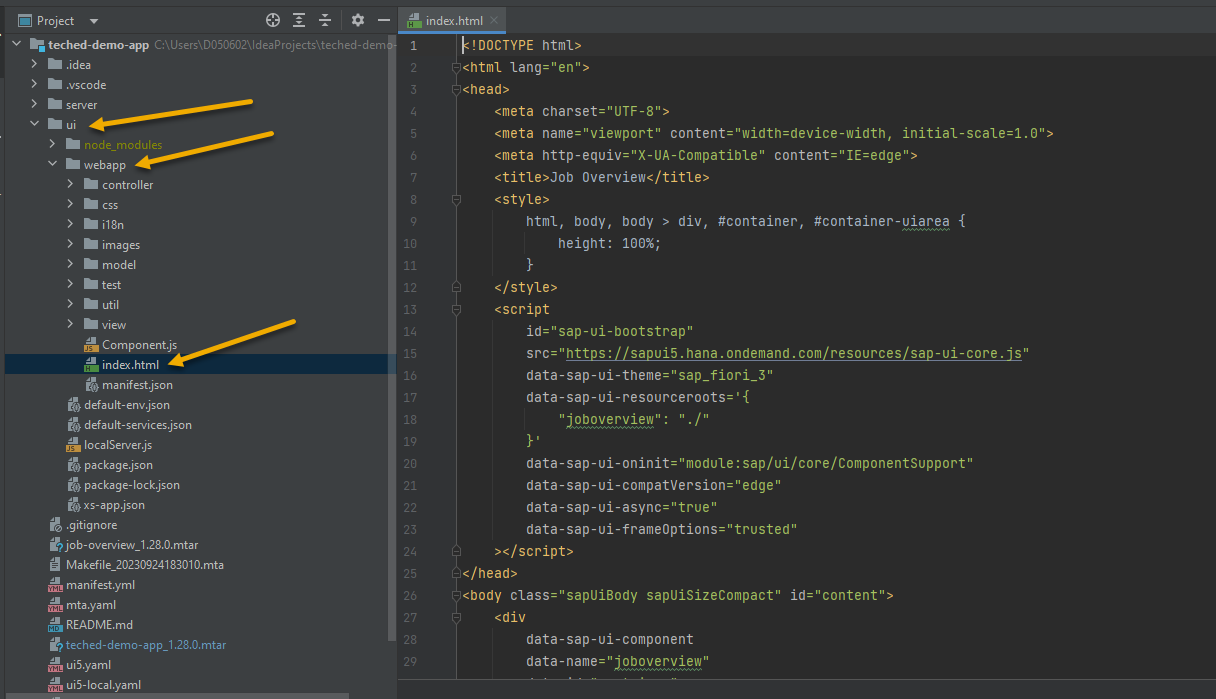 Project
teched-demo-app C:\Users\D050602\IdeaProjects\teched-demo-
.idea
.vscode
server
ui
node_modules
webapp
controller
css
i18n
images
model
test
util
view
Component.js
index.html
manifest.json
default-env.json
default-services.json
localServer.js
package.json
package-lock.json
xs-app.json
.gitignore
job-overview_1.28.0.mtar
Makefile_20230924183010.mta
manifest.yml
mta.yaml
README.md
teched-demo-app_1.28.0.mtar
ui5.yaml
ui5-local.yaml
index.html
1 <!DOCTYPE html>
2 <html lang="en">
3 <head>
4 <meta charset="UTF-8">
5 <meta name="viewport" content="width=device-width, initial-scale=1.0">
6 <meta http-equiv="X-UA-Compatible" content="IE=edge">
7 <title>Job Overview</title>
8 <style>
9 html, body, body > div, #container, #container-uiarea {
10 height: 100%;
11 }
12 </style>
13 <script
14 id="sap-ui-bootstrap"
15 src="https://sapui5.hana.ondemand.com/resources/sap-ui-core.js"
16 data-sap-ui-theme="sap_fiori_3"
17 data-sap-ui-resourceroots='{
18 "joboverview": "./"
19 }'
20 data-sap-ui-oninit="module:sap/ui/core/ComponentSupport"
21 data-sap-ui-compatVersion="edge"
22 data-sap-ui-async="true"
23 data-sap-ui-frameOptions="trusted"
24 ></script>
25 </head>
26 <body class="sapUiBody sapUiSizeCompact" id="content">
27 <div
28 data-sap-ui-component
29 data-name="joboverview"